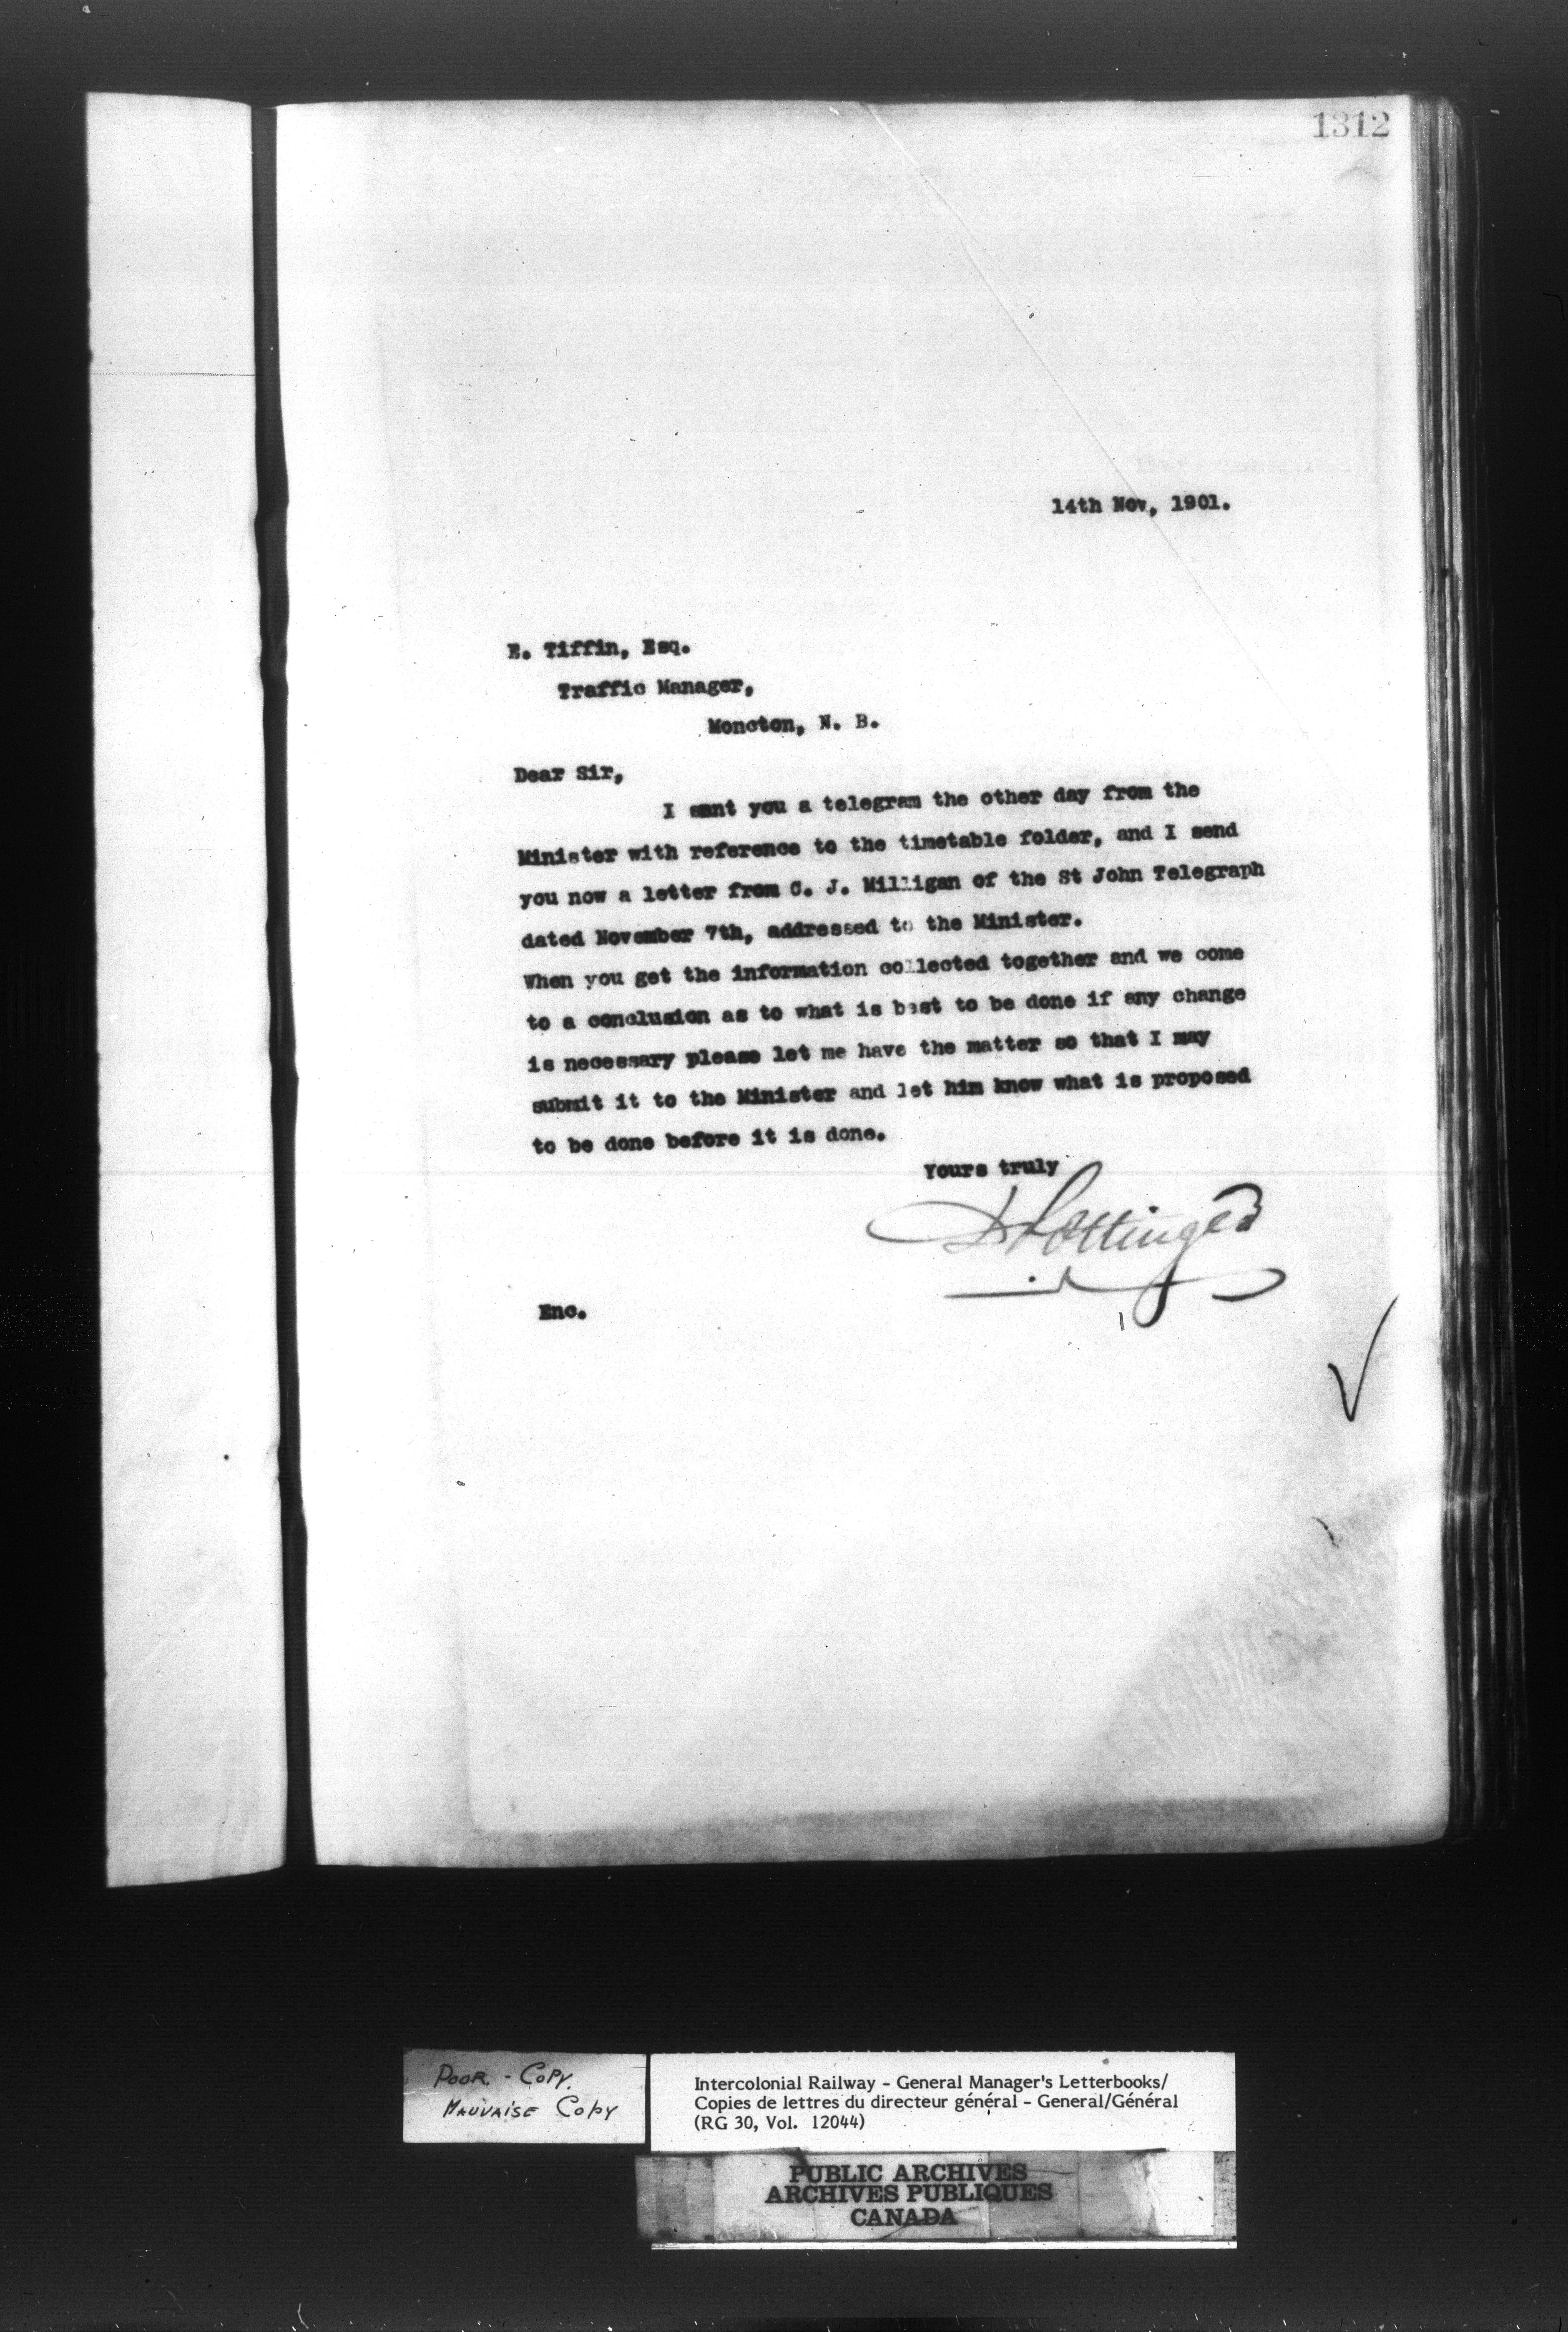 1312
14th Nov, 1901.
E. Tiffin, Esq.
Traffic Manager,
Moncton, N. B.
Dear Sir,
I sent you a telegram the other day from the
Minister with reference to the timetable folder, and I send
you now a letter from C. J. Milligan of the St John Telegraph
dated November 7th, addressed to the Minister.
When you get the information collected together and we come
to a conclusion as to what is best to be done if any change
is necessary please let me have the matter so that I may
submit it to the Minister and let him know what is proposed
to be done before it is done.
Yours truly
D Pottinger
Enc.
POOR. - COPY.
MAUVAISE COPY
Intercolonial Railway - General Manager's Letterbooks/
Copies de lettres du directeur général - General/Général
(RG 30, Vol. 12044)
PUBLIC ARCHIVES
ARCHIVES PUBLIQUES
CANADA